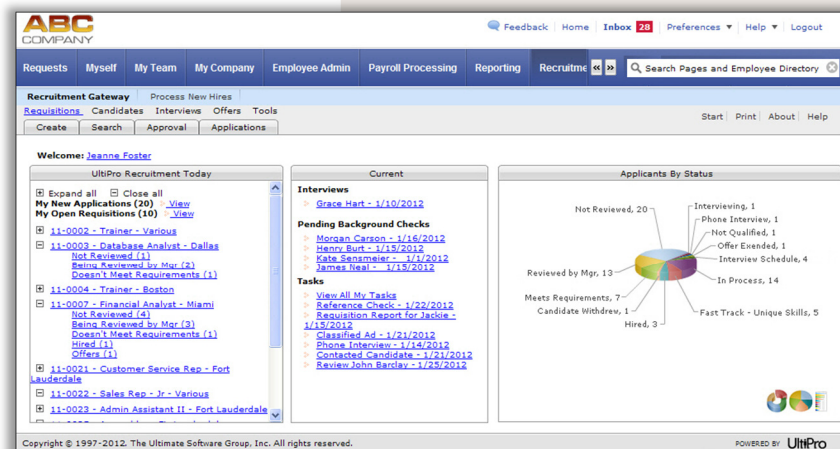 ABC
COMPANY
Feedback Home Inbox 28 Preferences Help Logout
Requests Myself My Team My Company Employee Admin Payroll Processing Reporting Recruitme « » Search Pages and Employee Directory
Recruitment Gateway Process New Hires
Requisitions Candidates Interviews Offers Tools
Start Print About Help
Create Search Approval Applications
Welcome: Jeanne Foster
UltiPro Recruitment Today
Expand all Close all
My New Applications (20) View
My Open Requisitions (10) View
11-0002 - Trainer - Various
11-0003 - Database Analyst - Dallas
Not Reviewed (1)
Being Reviewed by Mgr (2)
Doesn't Meet Requirements (1)
11-0004 - Trainer - Boston
11-0007 - Financial Analyst - Miami
Not Reviewed (4)
Being Reviewed by Mgr (3)
Doesn't Meet Requirements (1)
Hired (1)
Offers (1)
11-0021 - Customer Service Rep - Fort
Lauderdale
11-0022 - Sales Rep - Jr - Various
11-0023 - Admin Assistant II - Fort Lauderdale
Current
Interviews
Grace Hart - 1/10/2012
Pending Background Checks
Morgan Carson - 1/16/2012
Henry Burt - 1/15/2012
Kate Sensmeier - 1/1/2012
James Neal - 1/15/2012
Tasks
View All My Tasks
Reference Check - 1/22/2012
Requisition Report for Jackie -
1/15/2012
Classified Ad - 1/21/2012
Phone Interview - 1/14/2012
Contacted Candidate - 1/21/2012
Review John Barclay - 1/25/2012
Applicants By Status
Not Reviewed, 20
Interviewing, 1
Phone Interview, 1
Not Qualified, 1
Offer Exended, 1
Interview Schedule, 4
In Process, 14
Reviewed by Mgr, 13
Meets Requirements, 7
Candidate Withdrew, 1
Hired, 3
Fast Track - Unique Skills, 5
Copyright © 1997-2012. The Ultimate Software Group, Inc. All rights reserved.
POWERED BY UltiPro